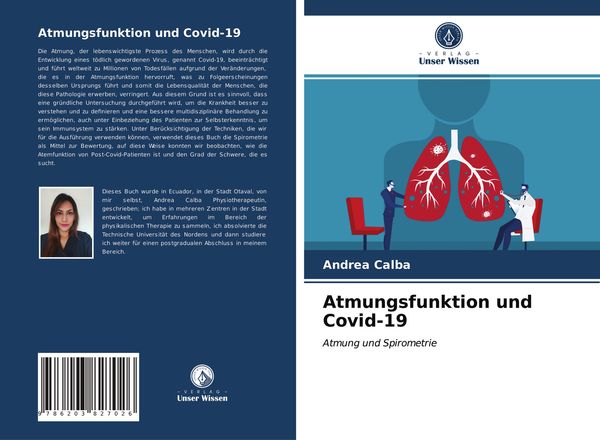 Atmungsfunktion und Covid-19
Die Atmung, der lebenswichtigste Prozess des Menschen, wird durch die
Entwicklung eines tödlich gewordenen Virus, genannt Covid-19, beeinträchtigt
und führt weltweit zu Millionen von Todesfällen aufgrund der Veränderungen,
die es in der Atmungsfunktion hervorruft, was zu Folgeerscheinungen
desselben Ursprungs führt und somit die Lebensqualität der Menschen, die
diese Pathologie erwerben, verringert. Aus diesem Grund ist es sinnvoll, dass
eine gründliche Untersuchung durchgeführt wird, um die Krankheit besser zu
verstehen und zu definieren und eine bessere multidisziplinäre Behandlung zu
ermöglichen, auch unter Einbeziehung des Patienten zur Selbsterkenntnis, um
sein Immunsystem zu stärken. Unter Berücksichtigung der Techniken, die wir
für die Ausführung verwenden können, verwendet dieses Buch die Spirometrie
als Mittel zur Bewertung, auf diese Weise konnten wir beobachten, wie die
Atemfunktion von Post-Covid-Patienten ist und den Grad der Schwere, die es
sucht.
Dieses Buch wurde in Ecuador, in der Stadt Otaval, von
mir selbst, Andrea Calba Physiotherapeutin,
geschrieben; ich habe in mehreren Zentren in der Stadt
entwickelt, um Erfahrungen im Bereich der
physikalischen Therapie zu sammeln, ich absolvierte die
Technische Universität des Nordens und dann studiere
ich weiter für einen postgradualen Abschluss in meinem
Bereich.
9 786203 827026
VERLAG
Unser Wissen
VERLAG
Unser Wissen
Andrea Calba
Atmungsfunktion und
Covid-19
Atmung und Spirometrie